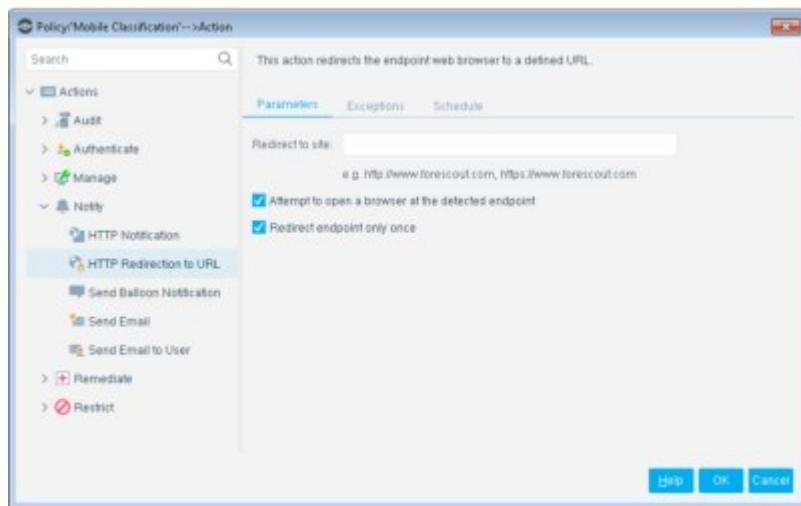 Policy:'Mobile Classification'-->Action
Search
This action redirects the endpoint web browser to a defined URL.
Actions
Audit
Authenticate
Manage
Notify
HTTP Notification
HTTP Redirection to URL
Send Balloon Notification
Send Email
Send Email to User
Remediate
Restrict
Parameters Exceptions Schedule
Redirect to site:
e.g. http://www.forescout.com, https://www.forescout.com
Attempt to open a browser at the detected endpoint
Redirect endpoint only once
Help OK Cancel